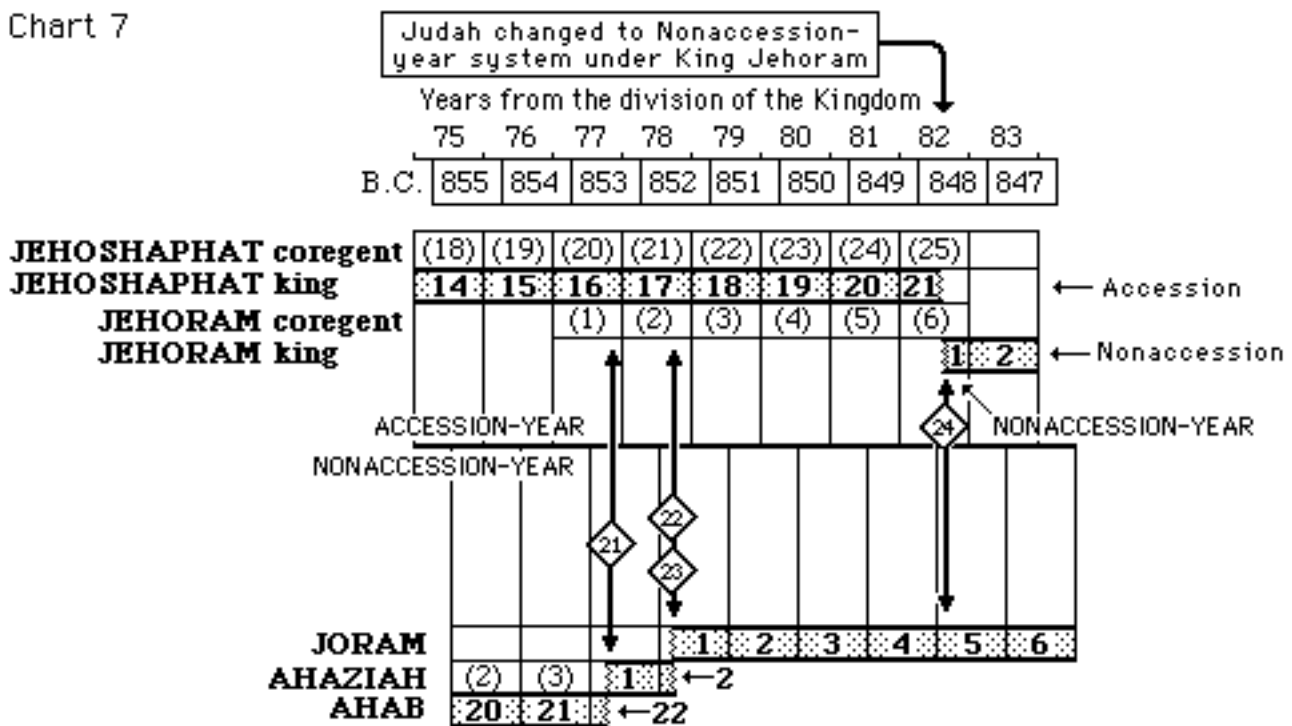 Chart 7
Judah changed to Nonaccession-
year system under King Jehoram
Years from the division of the Kingdom
75 76 77 78 79 80 81 82 83
B.C. 855 854 853 852 851 850 849 848 847
JEHOSHAPHAT coregent (18) (19) (20) (21) (22) (23) (24) (25)
JEHOSHAPHAT king 14 15 16 17 18 19 20 21 ← Accession
JEHORAM coregent (1) (2) (3) (4) (5) (6)
JEHORAM king 1 2 ← Nonaccession
ACCESSION-YEAR 24 NONACCESSION-YEAR
NONACCESSION-YEAR
22
21
23
JORAM 1 2 3 4 5 6
AHAZIAH (2) (3) 1 ←2
AHAB 20 21 ←22